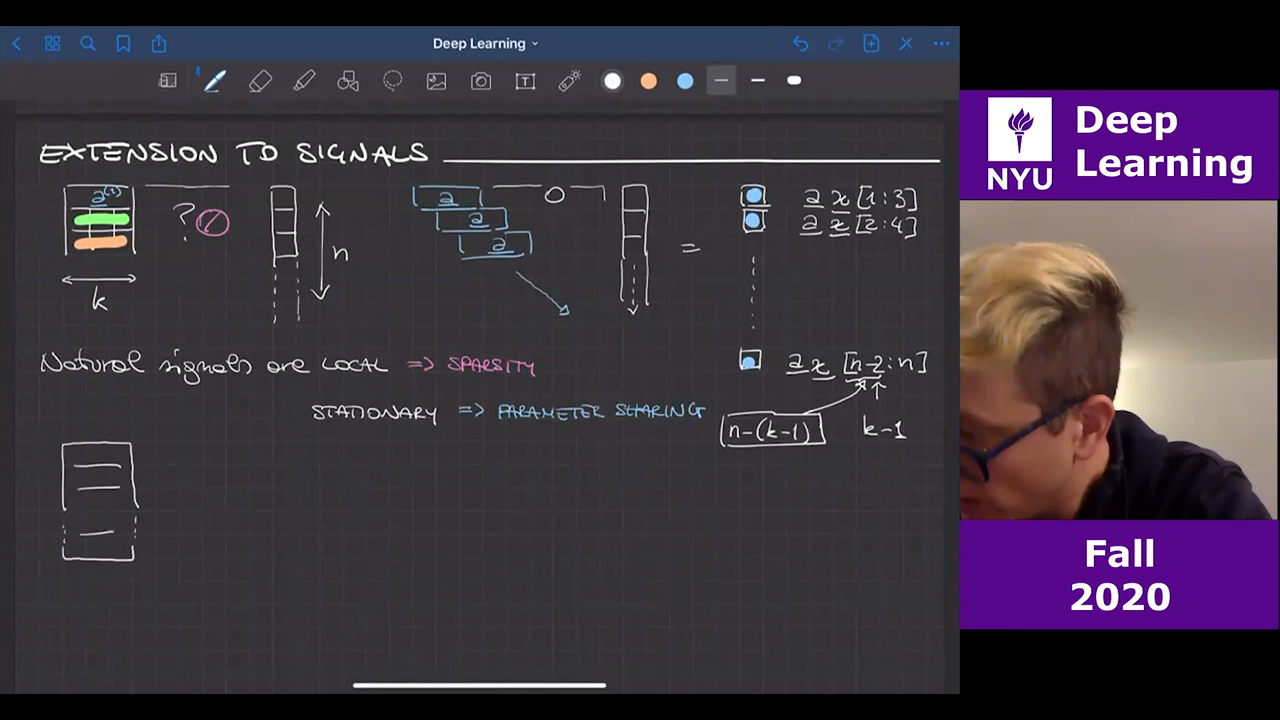 Deep Learning
EXTENSION TO SIGNALS
a(1)
?
k
n
a
a
a
0
=
a x [1:3]
a x [2:4]
a x [n-2:n]
n-(k-1)
k-1
Natural signals are LOCAL => SPARSITY
STATIONARY => PARAMETER SHARING
NYU
Deep
Learning
Fall
2020